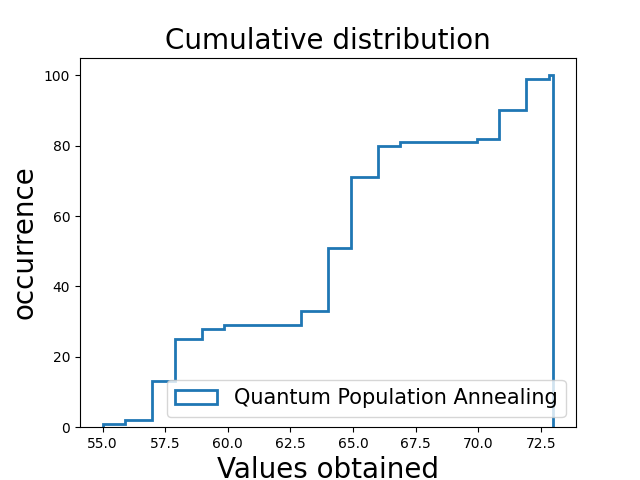 Cumulative distribution
occurrence
100
80
60
40
20
0
Quantum Population Annealing
55.0 57.5 60.0 62.5 65.0 67.5 70.0 72.5
Values obtained